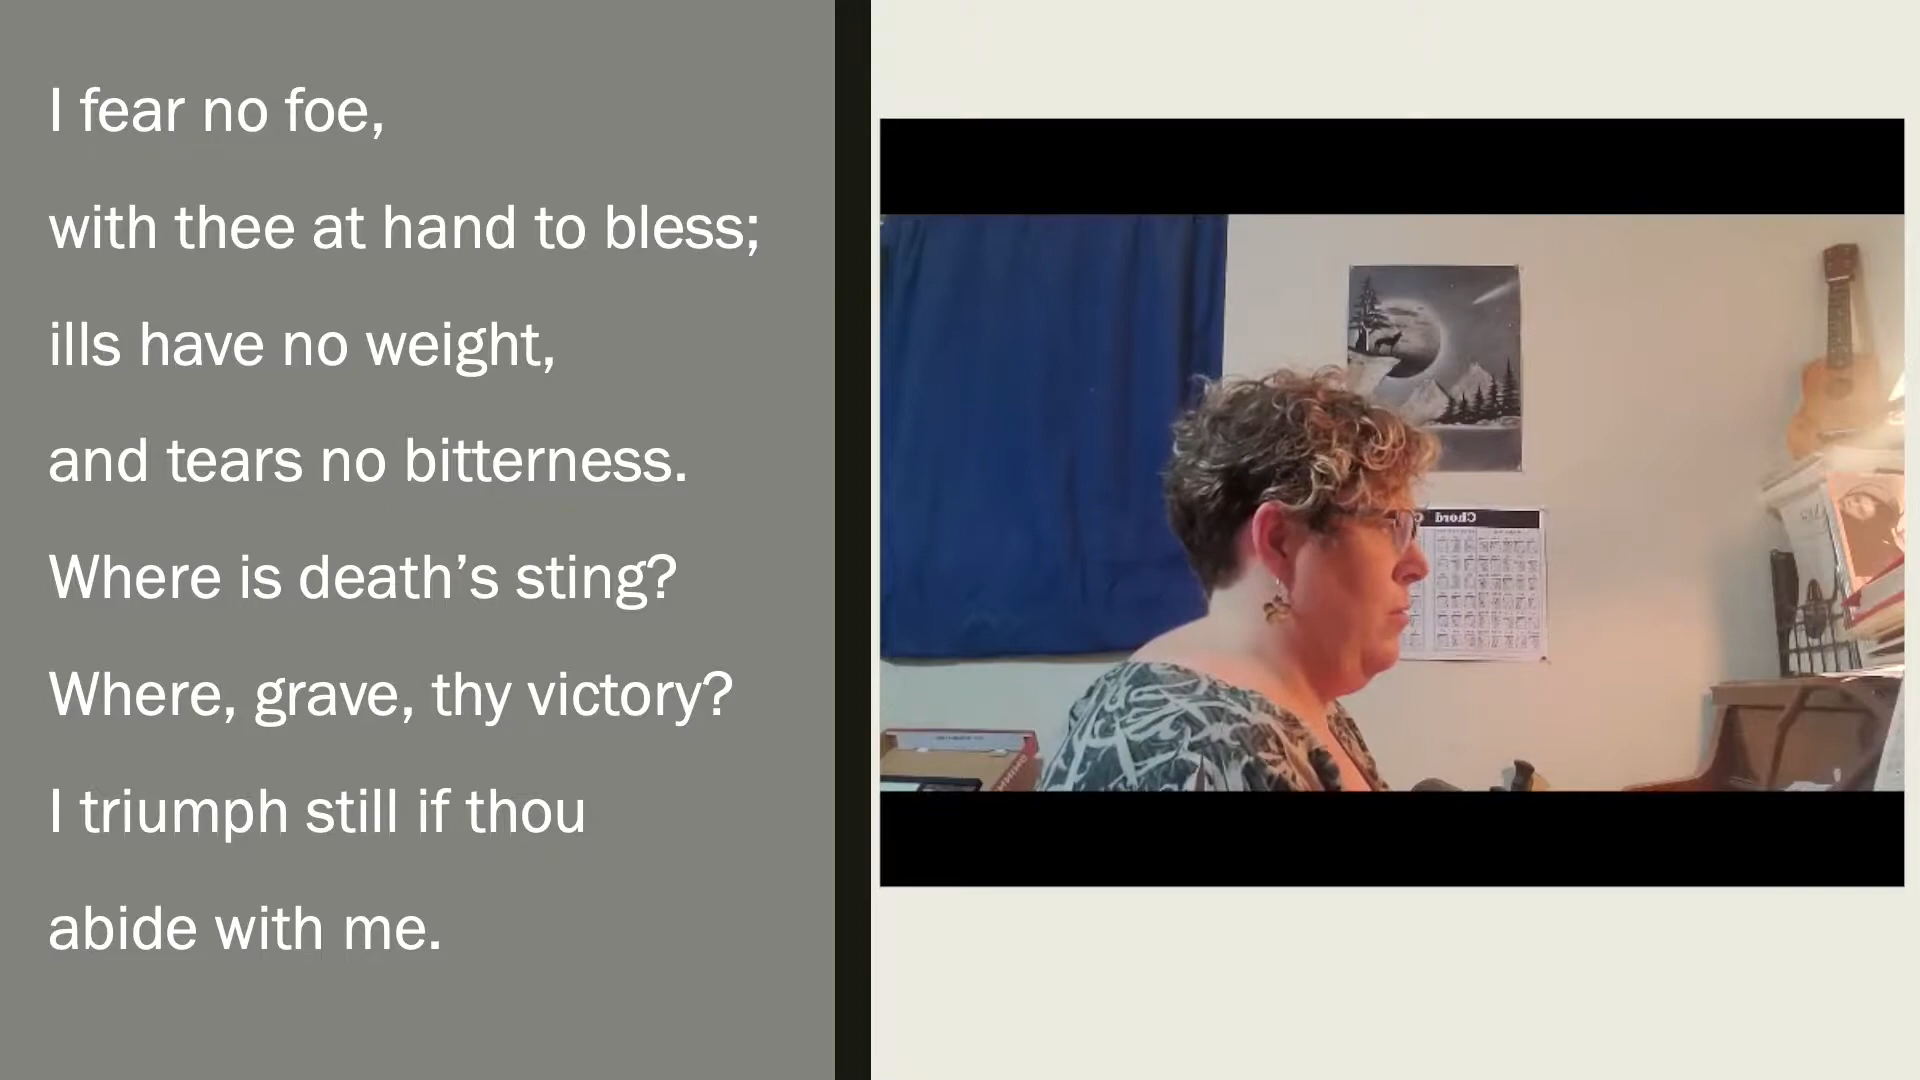 I fear no foe,
with thee at hand to bless;
ills have no weight,
and tears no bitterness.
Where is death’s sting?
Where, grave, thy victory?
I triumph still if thou
abide with me.
Chord